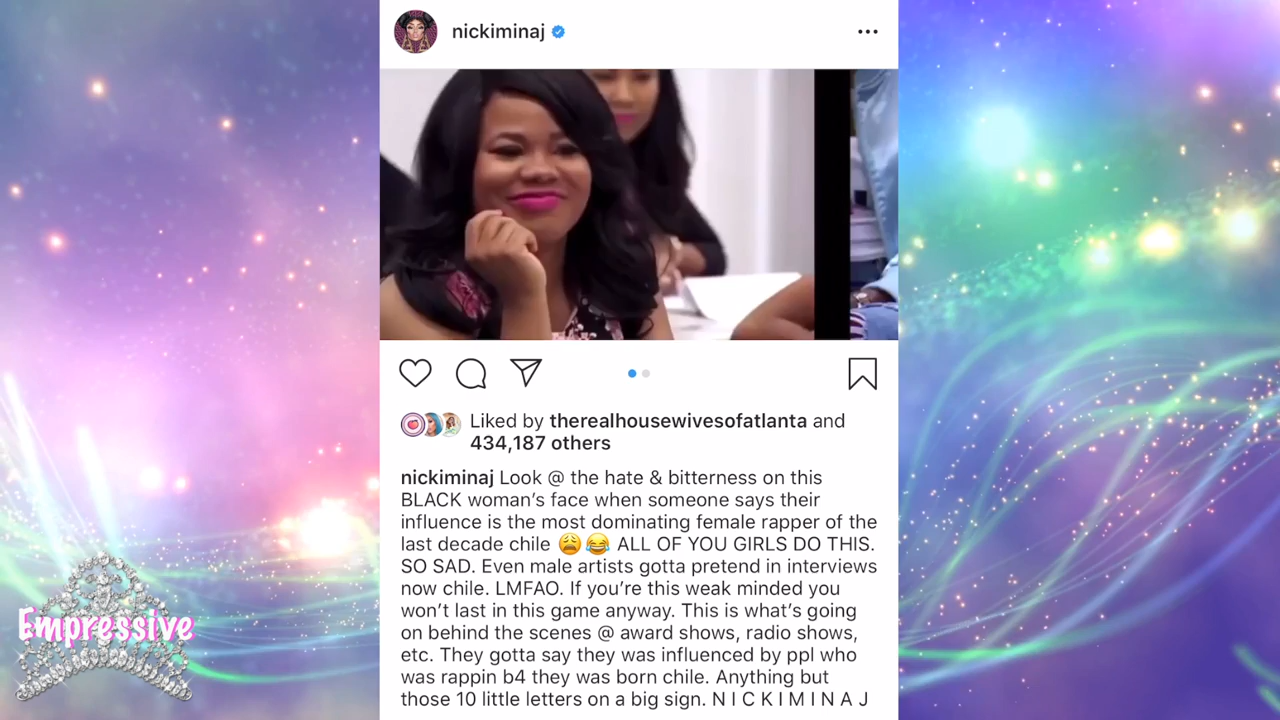 nickiminaj
Liked by therealhousewivesofatlanta and
434,187 others
nickiminaj Look @ the hate & bitterness on this
BLACK woman's face when someone says their
influence is the most dominating female rapper of the
last decade chile 😩😂 ALL OF YOU GIRLS DO THIS.
SO SAD. Even male artists gotta pretend in interviews
now chile. LMFAO. If you're this weak minded you
won't last in this game anyway. This is what's going
on behind the scenes @ award shows, radio shows,
etc. They gotta say they was influenced by ppl who
was rappin b4 they was born chile. Anything but
those 10 little letters on a big sign. N I C K I M I N A J
Empressive